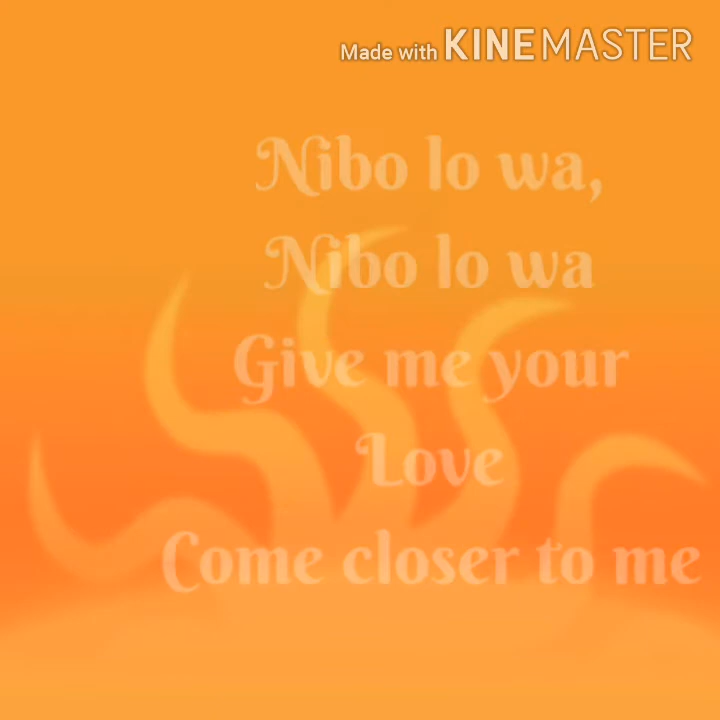 Made with KINEMASTER
Nibo lo wa,
Nibo lo wa
Give me your
Love
Come closer to me